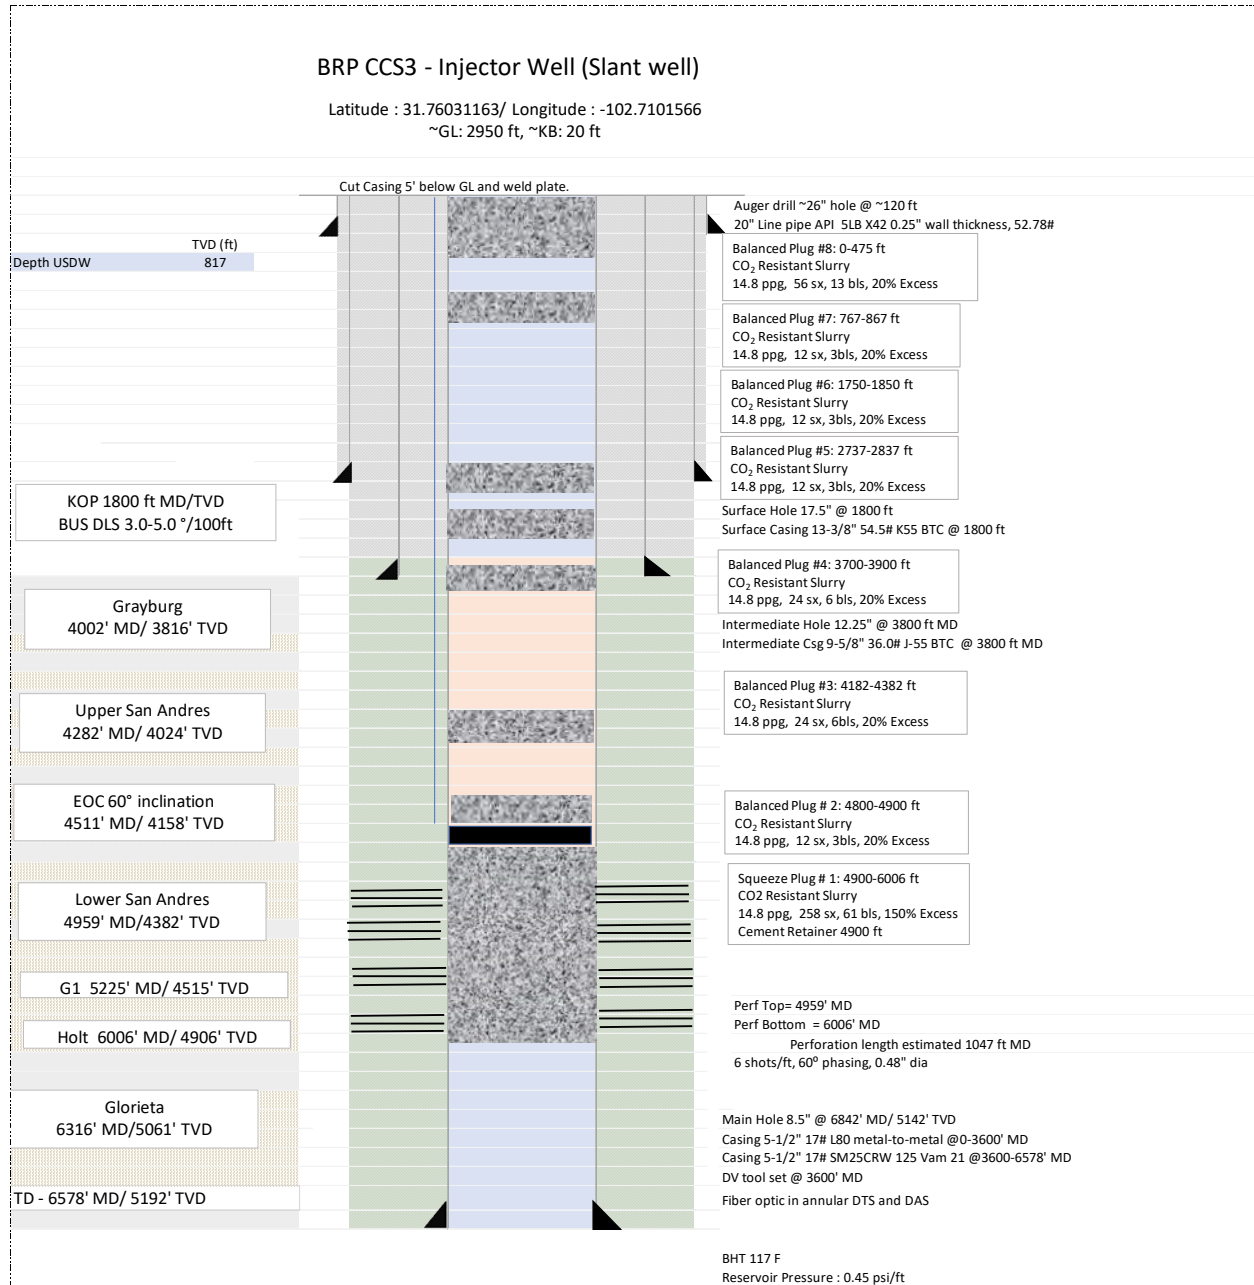 BRP CCS3 - Injector Well (Slant well)
Latitude : 31.76031163/ Longitude : -102.7101566
~GL: 2950 ft, ~KB: 20 ft
Cut Casing 5' below GL and weld plate.
Auger drill ~26" hole @ ~120 ft
20" Line pipe API  5LB X42 0.25" wall thickness, 52.78#
TVD (ft)
Depth USDW 817
Balanced Plug #8: 0-475 ft
CO₂ Resistant Slurry
14.8 ppg,  56 sx, 13 bls, 20% Excess
Balanced Plug #7: 767-867 ft
CO₂ Resistant Slurry
14.8 ppg,  12 sx, 3bls, 20% Excess
Balanced Plug #6: 1750-1850 ft
CO₂ Resistant Slurry
14.8 ppg,  12 sx, 3bls, 20% Excess
Balanced Plug #5: 2737-2837 ft
CO₂ Resistant Slurry
14.8 ppg,  12 sx, 3bls, 20% Excess
KOP 1800 ft MD/TVD
BUS DLS 3.0-5.0 °/100ft
Surface Hole 17.5" @ 1800 ft
Surface Casing 13-3/8" 54.5# K55 BTC @ 1800 ft
Balanced Plug #4: 3700-3900 ft
CO₂ Resistant Slurry
14.8 ppg,  24 sx, 6 bls, 20% Excess
Grayburg
4002' MD/ 3816' TVD
Intermediate Hole 12.25" @ 3800 ft MD
Intermediate Csg 9-5/8" 36.0# J-55 BTC  @ 3800 ft MD
Balanced Plug #3: 4182-4382 ft
CO₂ Resistant Slurry
14.8 ppg,  24 sx, 6bls, 20% Excess
Upper San Andres
4282' MD/ 4024' TVD
EOC 60° inclination
4511' MD/ 4158' TVD
Balanced Plug # 2: 4800-4900 ft
CO₂ Resistant Slurry
14.8 ppg,  12 sx, 3bls, 20% Excess
Squeeze Plug # 1: 4900-6006 ft
CO2 Resistant Slurry
14.8 ppg,  258 sx, 61 bls, 150% Excess
Cement Retainer 4900 ft
Lower San Andres
4959' MD/4382' TVD
G1  5225' MD/ 4515' TVD
Holt  6006' MD/ 4906' TVD
Perf Top= 4959' MD
Perf Bottom  = 6006' MD
Perforation length estimated 1047 ft MD
6 shots/ft, 60⁰ phasing, 0.48" dia
Glorieta
6316' MD/5061' TVD
Main Hole 8.5" @ 6842' MD/ 5142' TVD
Casing 5-1/2" 17# L80 metal-to-metal @0-3600' MD
Casing 5-1/2" 17# SM25CRW 125 Vam 21 @3600-6578' MD
DV tool set @ 3600' MD
TD - 6578' MD/ 5192' TVD
Fiber optic in annular DTS and DAS
BHT 117 F
Reservoir Pressure : 0.45 psi/ft